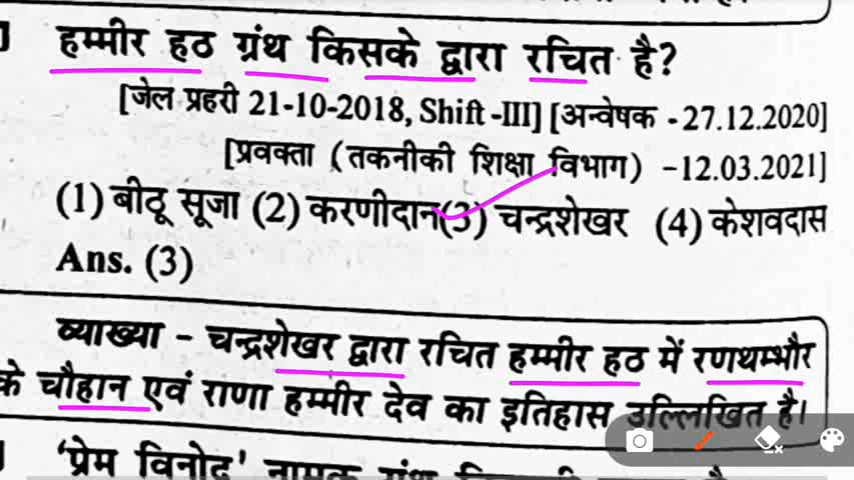 हम्मीर हठ ग्रंथ किसके द्वारा रचित है?
[जेल प्रहरी 21-10-2018, Shift -III] [अन्वेषक - 27.12.2020]
[प्रवक्ता (तकनीकी शिक्षा विभाग) -12.03.2021]
(1) बीठू सूजा (2) करणीदान (3) चन्द्रशेखर (4) केशवदास
Ans. (3)
व्याख्या - चन्द्रशेखर द्वारा रचित हम्मीर हठ में रणथम्भौर
के चौहान एवं राणा हम्मीर देव का इतिहास उल्लिखित है।
'प्रेम विनोद' नामक ग्रंथ